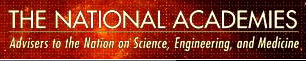 THE NATIONAL ACADEMIES
Advisers to the Nation on Science, Engineering, and Medicine